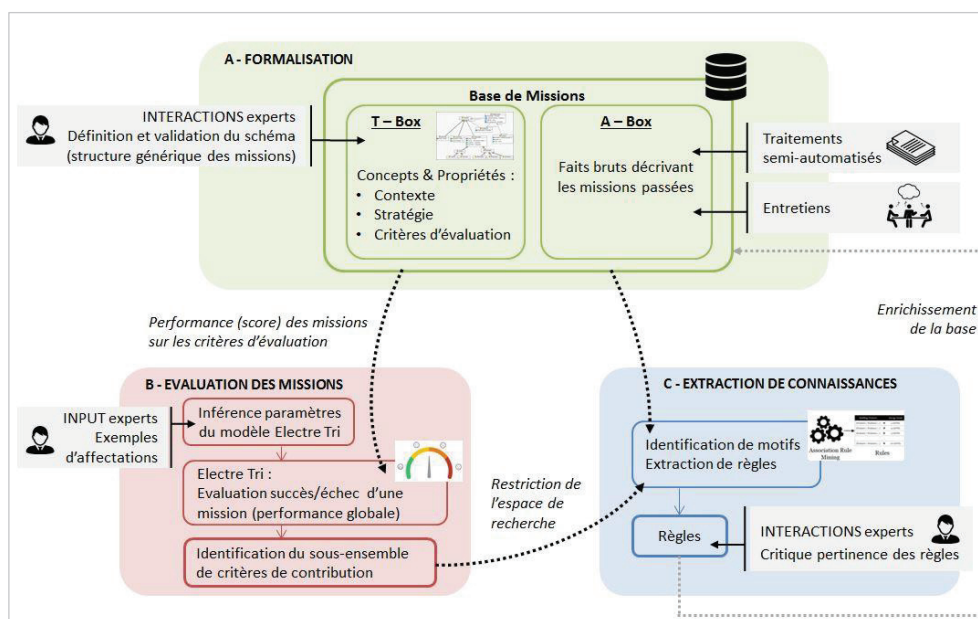 A - FORMALISATION
Base de Missions
INTERACTIONS experts
Définition et validation du schéma
(structure générique des missions)
T – Box
Concepts & Propriétés :
• Contexte
• Stratégie
• Critères d'évaluation
A – Box
Faits bruts décrivant
les missions passées
Traitements
semi-automatisés
Entretiens
Performance (score) des missions
sur les critères d'évaluation
Enrichissement
de la base
B - EVALUATION DES MISSIONS
INPUT experts
Exemples
d'affectations
Inférence paramètres
du modèle Electre Tri
Electre Tri :
Evaluation succès/échec d'une
mission (performance globale)
Identification du sous-ensemble
de critères de contribution
Restriction de
l'espace de
recherche
C - EXTRACTION DE CONNAISSANCES
Identification de motifs
Extraction de règles
Association Rule
Mining
Rules
Règles
INTERACTIONS experts
Critique pertinence des règles